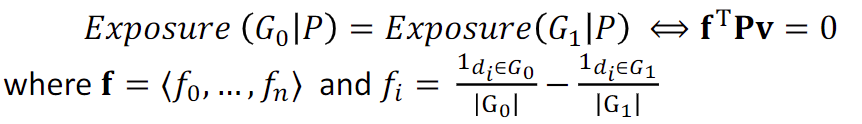 Exposure (G₀|P) = Exposure(G₁|P) ⟺ fᵀPv = 0
where f = ⟨f₀, … , fₙ⟩ and fᵢ = 1_{dᵢ∈G₀}/|G₀| − 1_{dᵢ∈G₁}/|G₁|